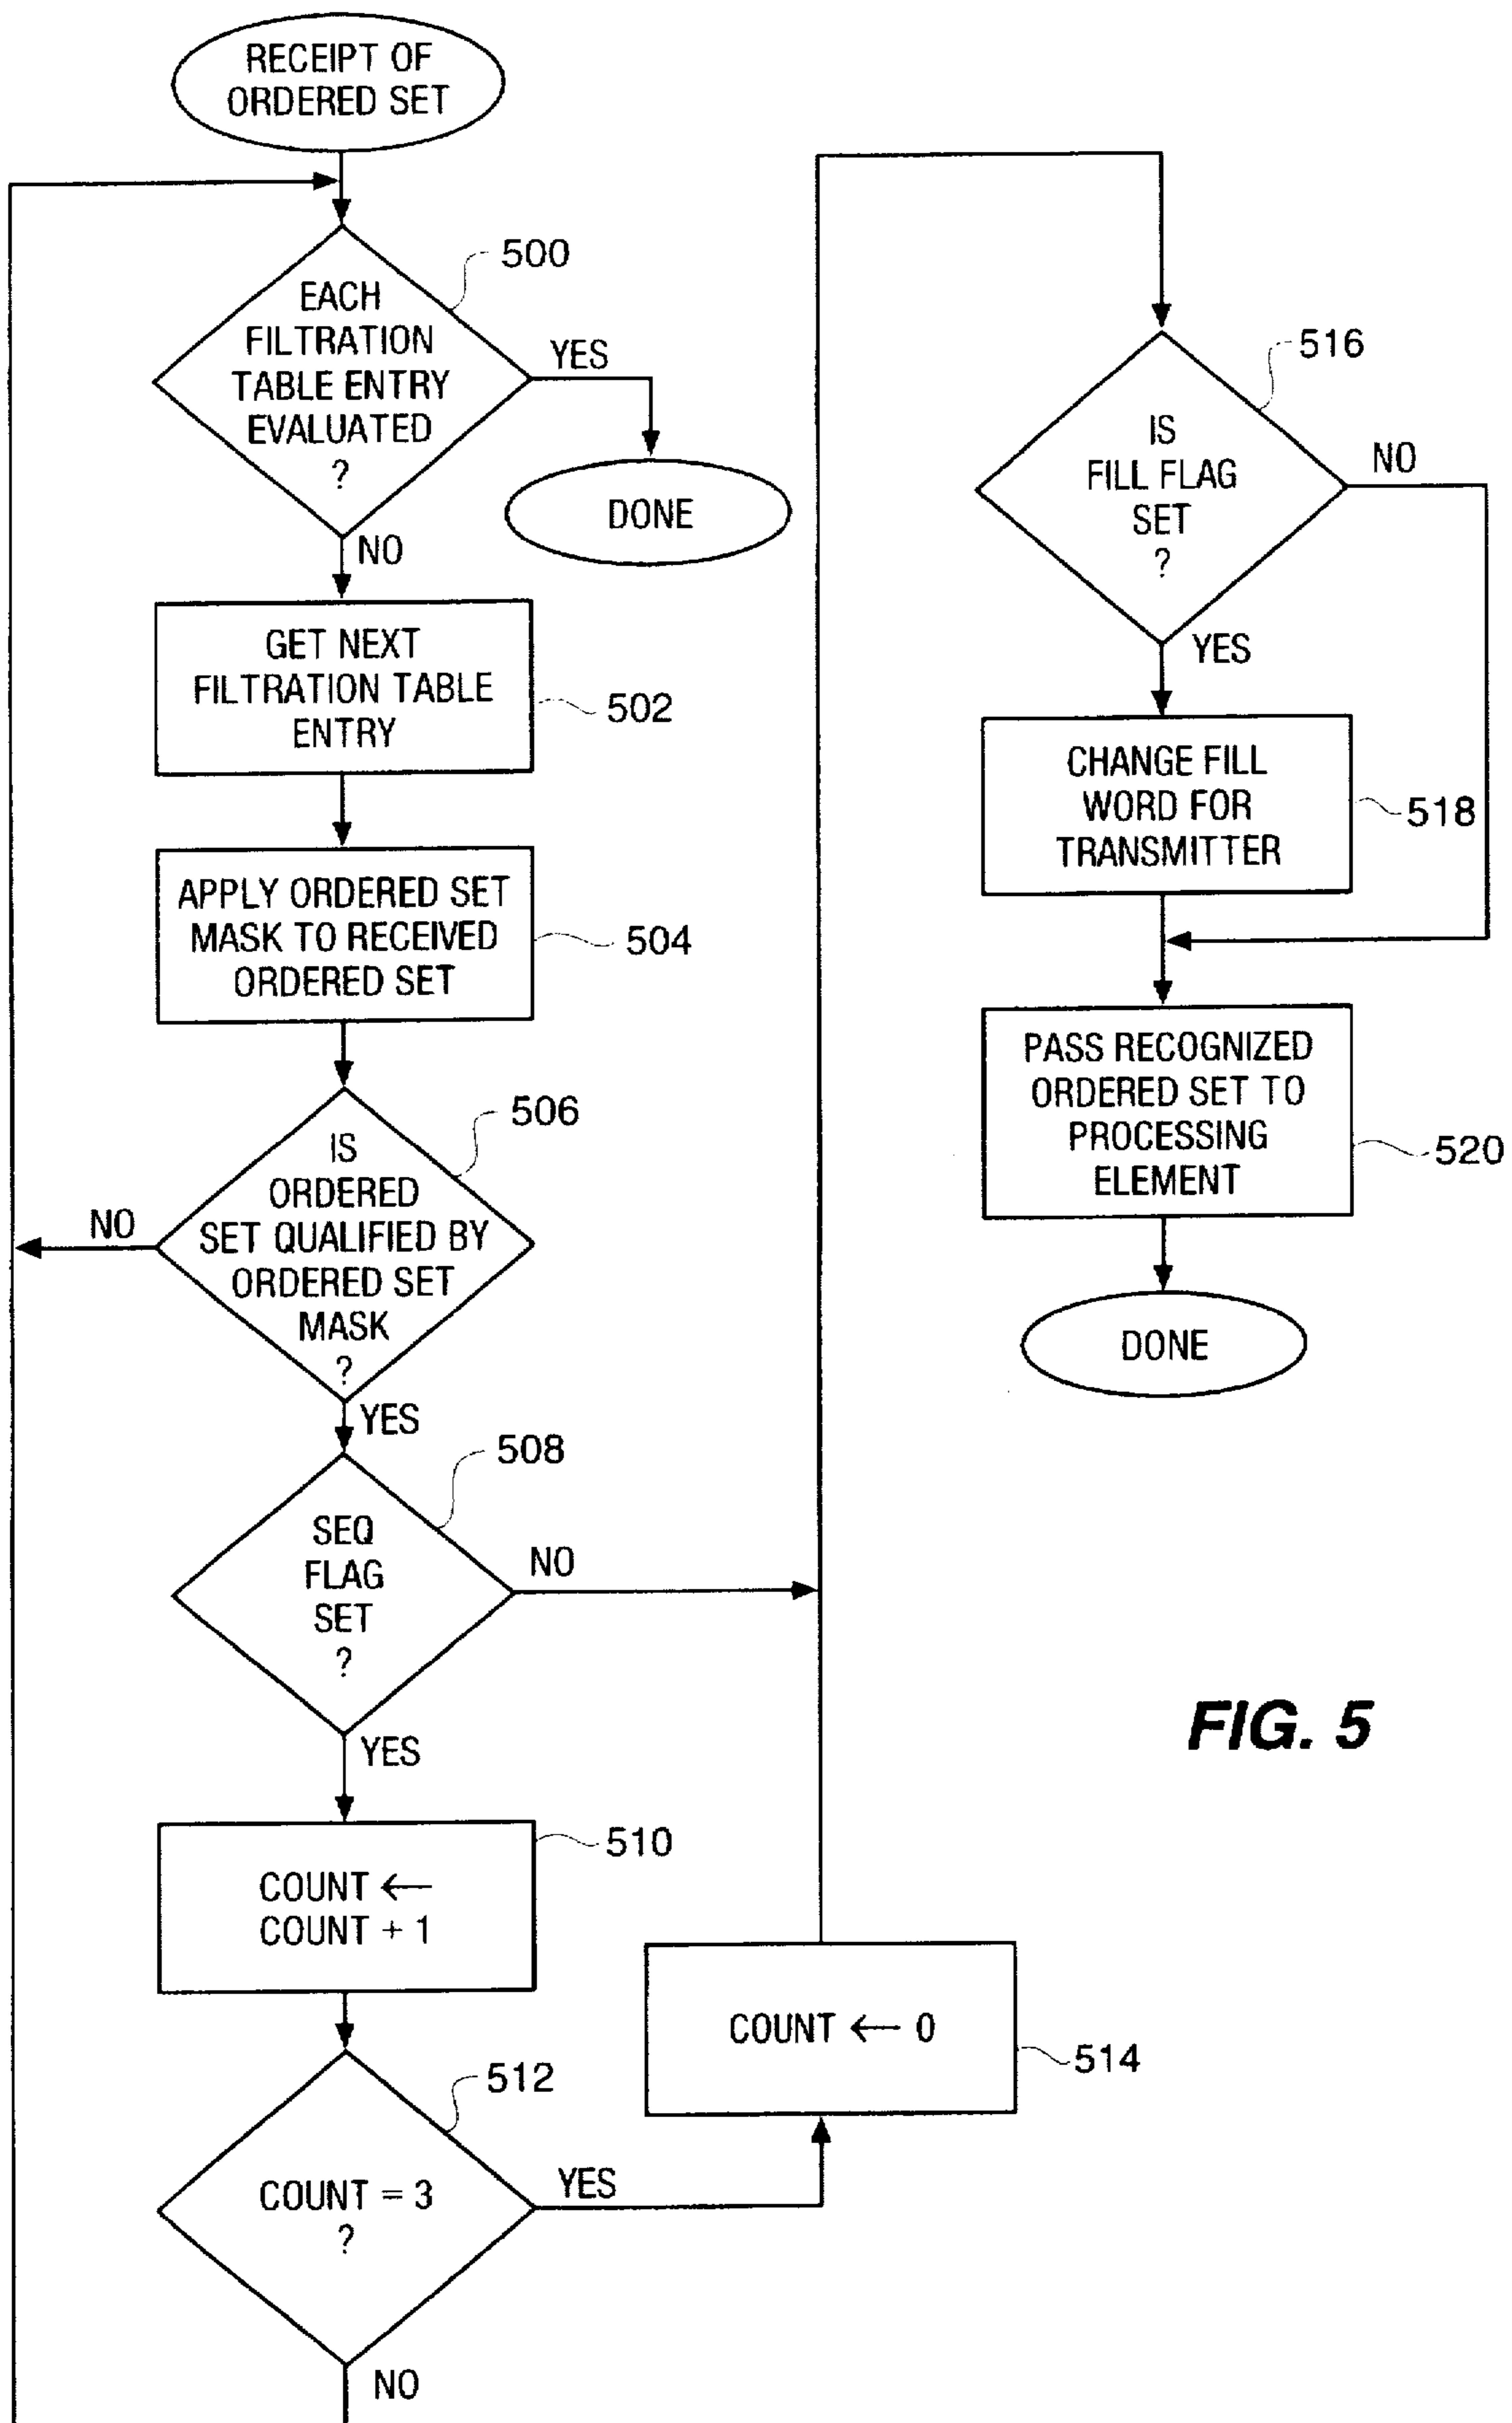 RECEIPT OF
ORDERED SET
500
EACH
FILTRATION
TABLE ENTRY
EVALUATED
?
YES
DONE
NO
GET NEXT
FILTRATION TABLE
ENTRY
502
APPLY ORDERED SET
MASK TO RECEIVED
ORDERED SET
504
506
IS
ORDERED
SET QUALIFIED BY
ORDERED SET
MASK
?
NO
YES
508
SEQ
FLAG
SET
?
NO
YES
510
COUNT ←
COUNT + 1
512
COUNT = 3
?
YES
NO
COUNT ← 0
514
516
IS
FILL FLAG
SET
?
NO
YES
CHANGE FILL
WORD FOR
TRANSMITTER
518
PASS RECOGNIZED
ORDERED SET TO
PROCESSING
ELEMENT
520
DONE
FIG. 5